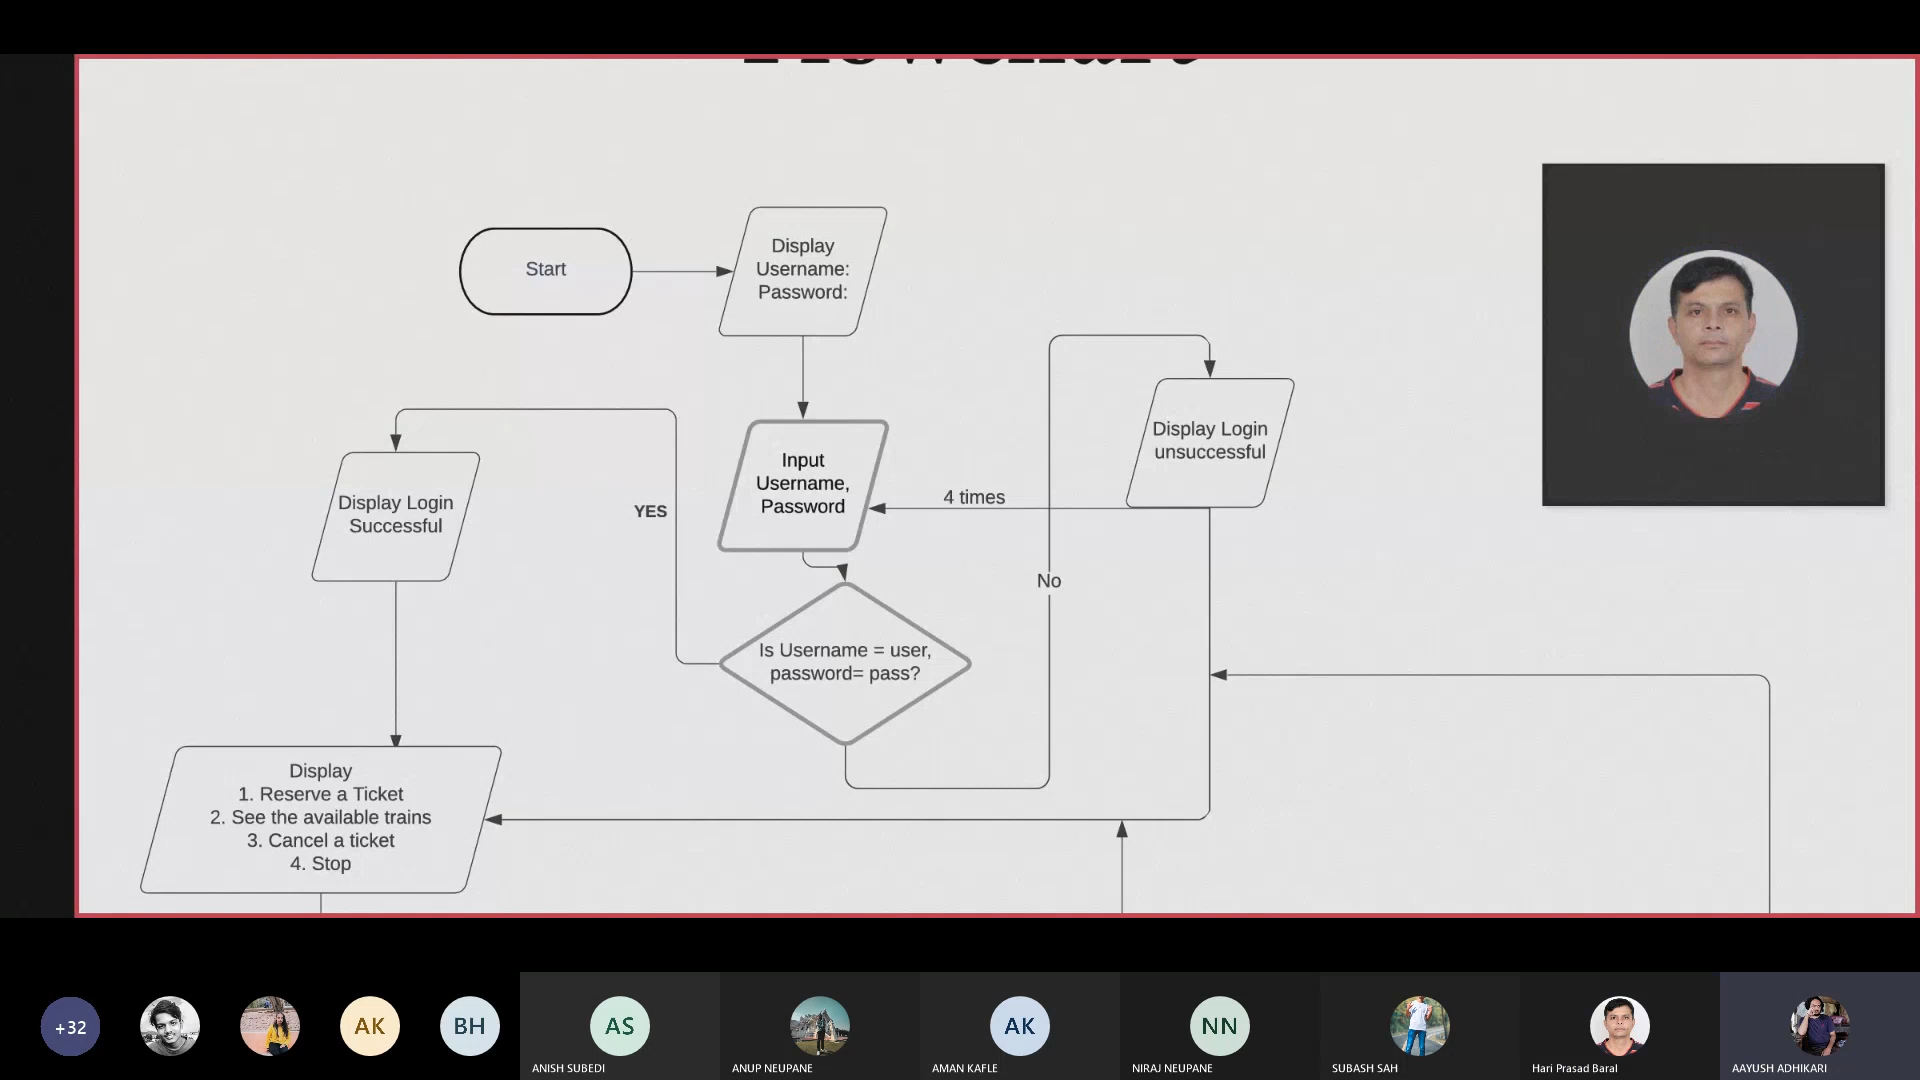 Flowchart
Start
Display
Username:
Password:
Display Login
unsuccessful
Input
Username,
Password
4 times
Display Login
Successful
YES
No
Is Username = user,
password= pass?
Display
1. Reserve a Ticket
2. See the available trains
3. Cancel a ticket
4. Stop
+32
AK
BH
AS
AK
NN
ANISH SUBEDI
ANUP NEUPANE
AMAN KAFLE
NIRAJ NEUPANE
SUBASH SAH
Hari Prasad Baral
AAYUSH ADHIKARI